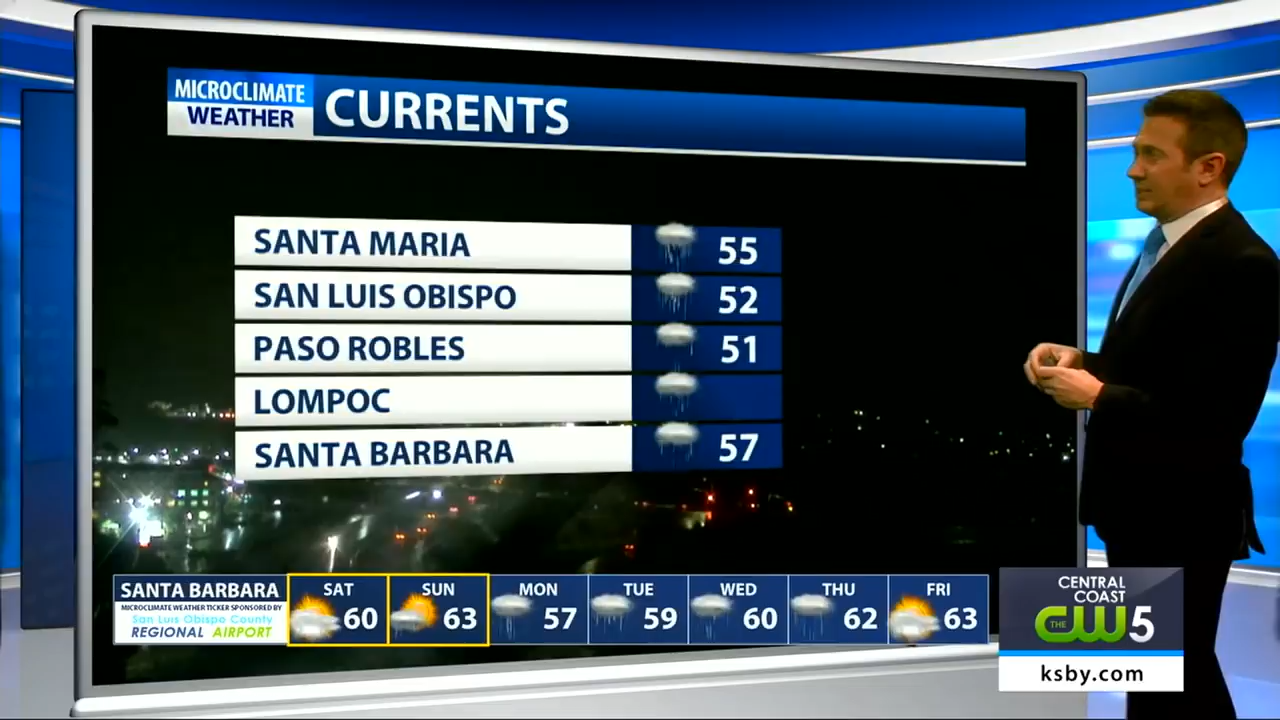 MICROCLIMATE
WEATHER
CURRENTS
SANTA MARIA 55
SAN LUIS OBISPO 52
PASO ROBLES 51
LOMPOC
SANTA BARBARA 57
SANTA BARBARA
MICROCLIMATE WEATHER TICKER SPONSORED BY
San Luis Obispo County
REGIONAL AIRPORT
SAT 60
SUN 63
MON 57
TUE 59
WED 60
THU 62
FRI 63
CENTRAL
COAST
THE CW5
ksby.com